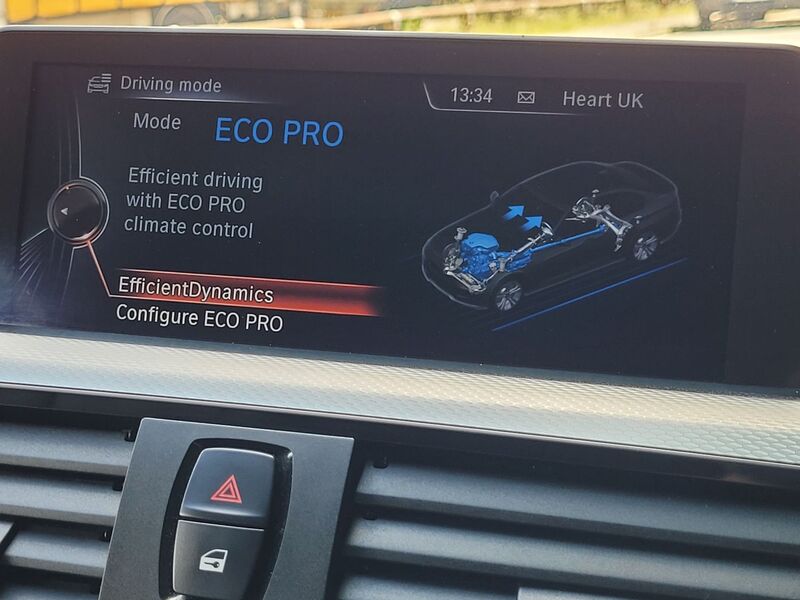 Driving mode
13:34
Heart UK
Mode
ECO PRO
Efficient driving
with ECO PRO
climate control
EfficientDynamics
Configure ECO PRO